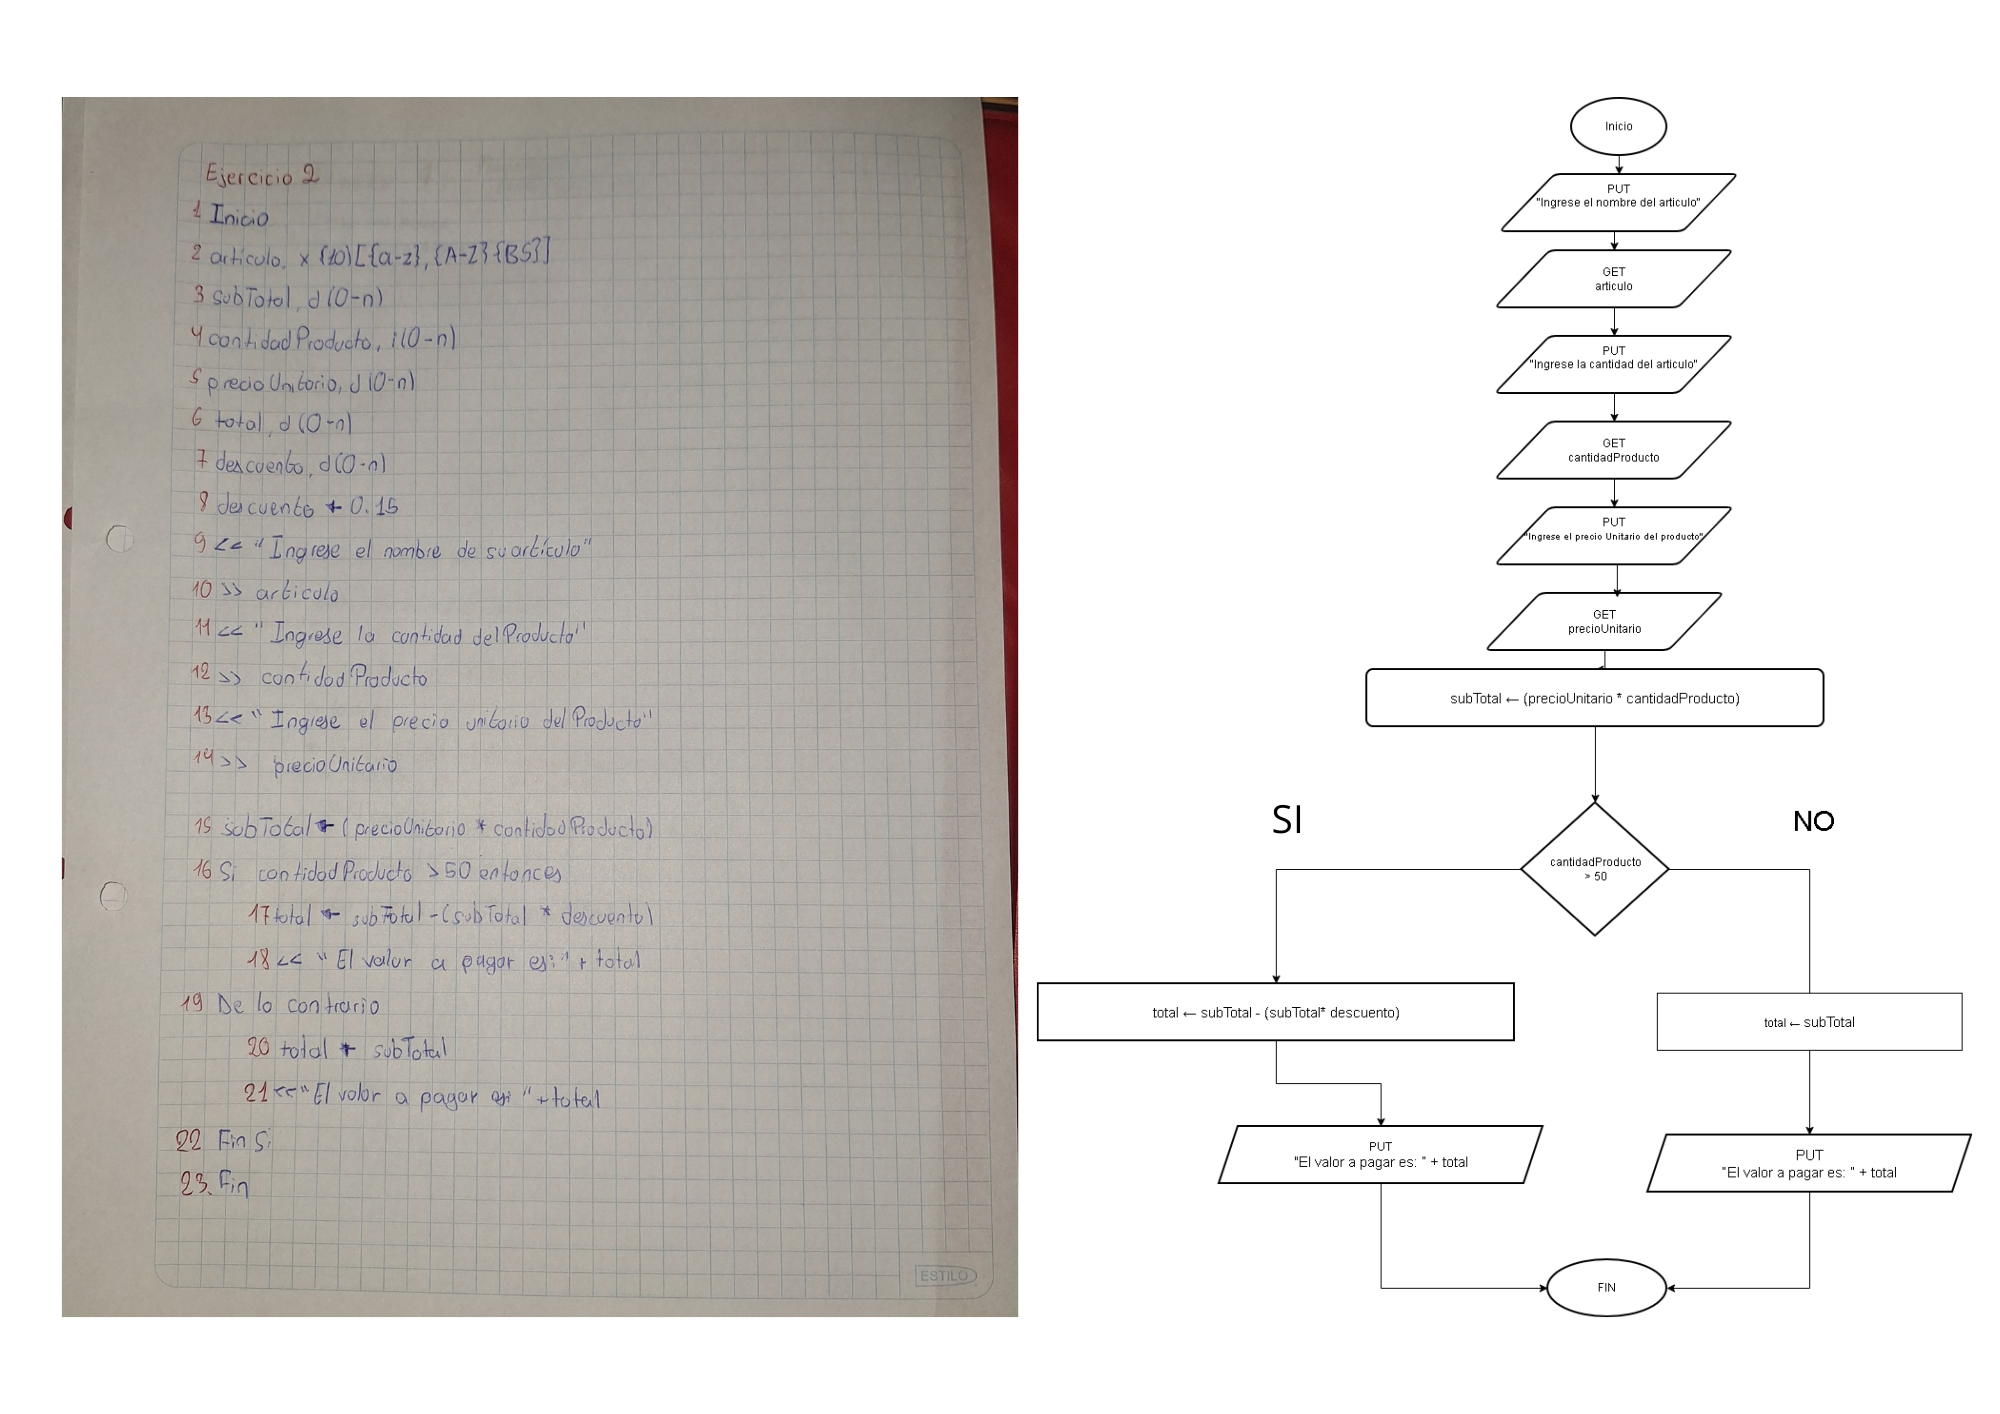 Ejercicio 2
1 Inicio
2 artículo, x (10) [{a-z}, {A-Z} {BS}]
3 subTotal, d (0-n)
4 cantidadProducto, i (0-n)
5 precioUnitario, d (0-n)
6 total, d (0-n)
7 descuento, d (0-n)
8 descuento ← 0.15
9 << "Ingrese el nombre de su artículo"
10 >> articulo
11 << "Ingrese la cantidad del Producto"
12 >> cantidadProducto
13 << "Ingrese el precio unitario del Producto"
14 >> precioUnitario
15 subTotal ← (precioUnitario * cantidadProducto)
16 Si cantidadProducto > 50 entonces
17 total ← subTotal - (subTotal * descuento)
18 << "El valor a pagar es:" + total
19 De lo contrario
20 total ← subTotal
21 << "El valor a pagar es: " + total
22 Fin Si
23. Fin
ESTILO
Inicio
PUT
"Ingrese el nombre del articulo"
GET
articulo
PUT
"Ingrese la cantidad del articulo"
GET
cantidadProducto
PUT
"Ingrese el precio Unitario del producto"
GET
precioUnitario
subTotal ← (precioUnitario * cantidadProducto)
SI
NO
cantidadProducto
> 50
total ← subTotal - (subTotal* descuento)
total ← subTotal
PUT
"El valor a pagar es: " + total
PUT
"El valor a pagar es: " + total
FIN